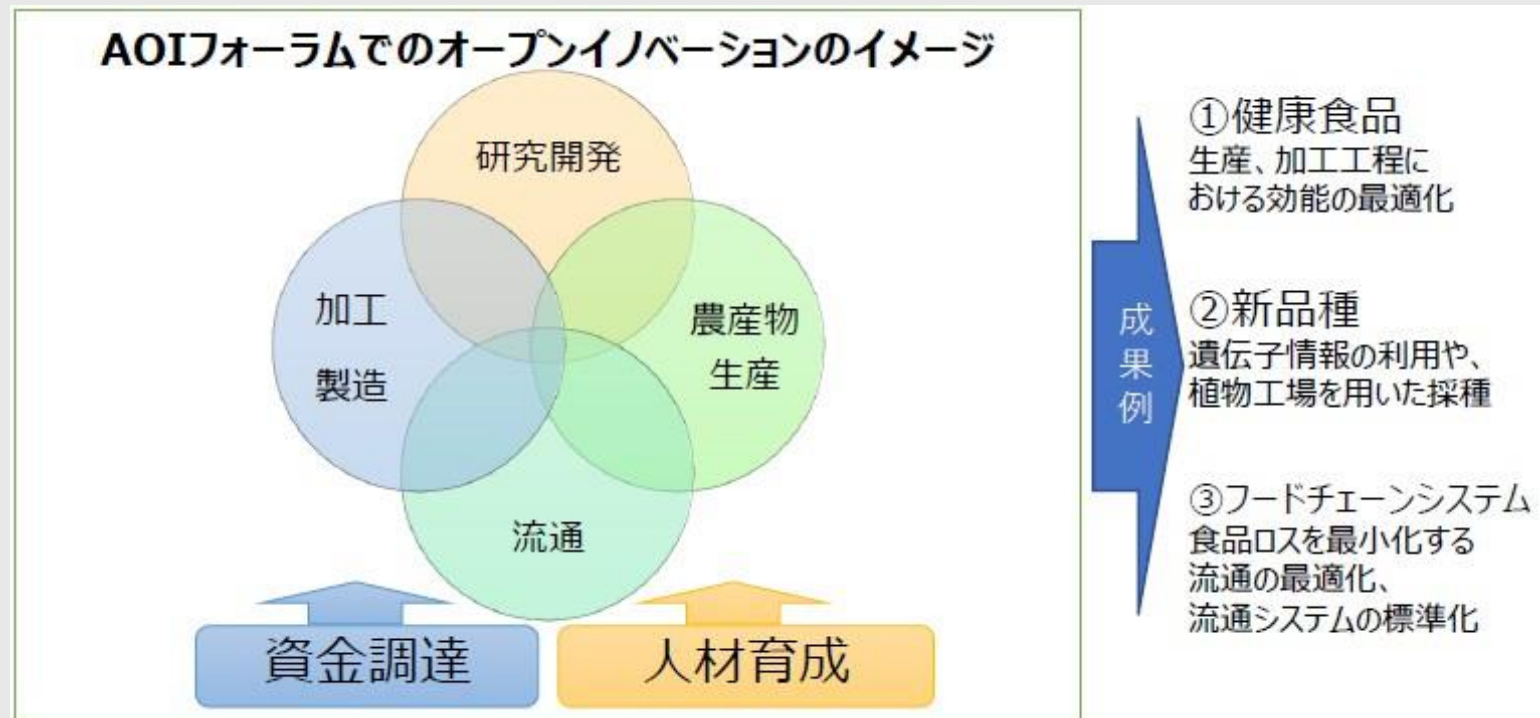 AOIフォーラムでのオープンイノベーションのイメージ
研究開発
加工
製造
農産物
生産
流通
資金調達
人材育成
成果例
①健康食品
生産、加工工程に
おける効能の最適化
②新品種
遺伝子情報の利用や、
植物工場を用いた採種
③フードチェーンシステム
食品ロスを最小化する
流通の最適化、
流通システムの標準化